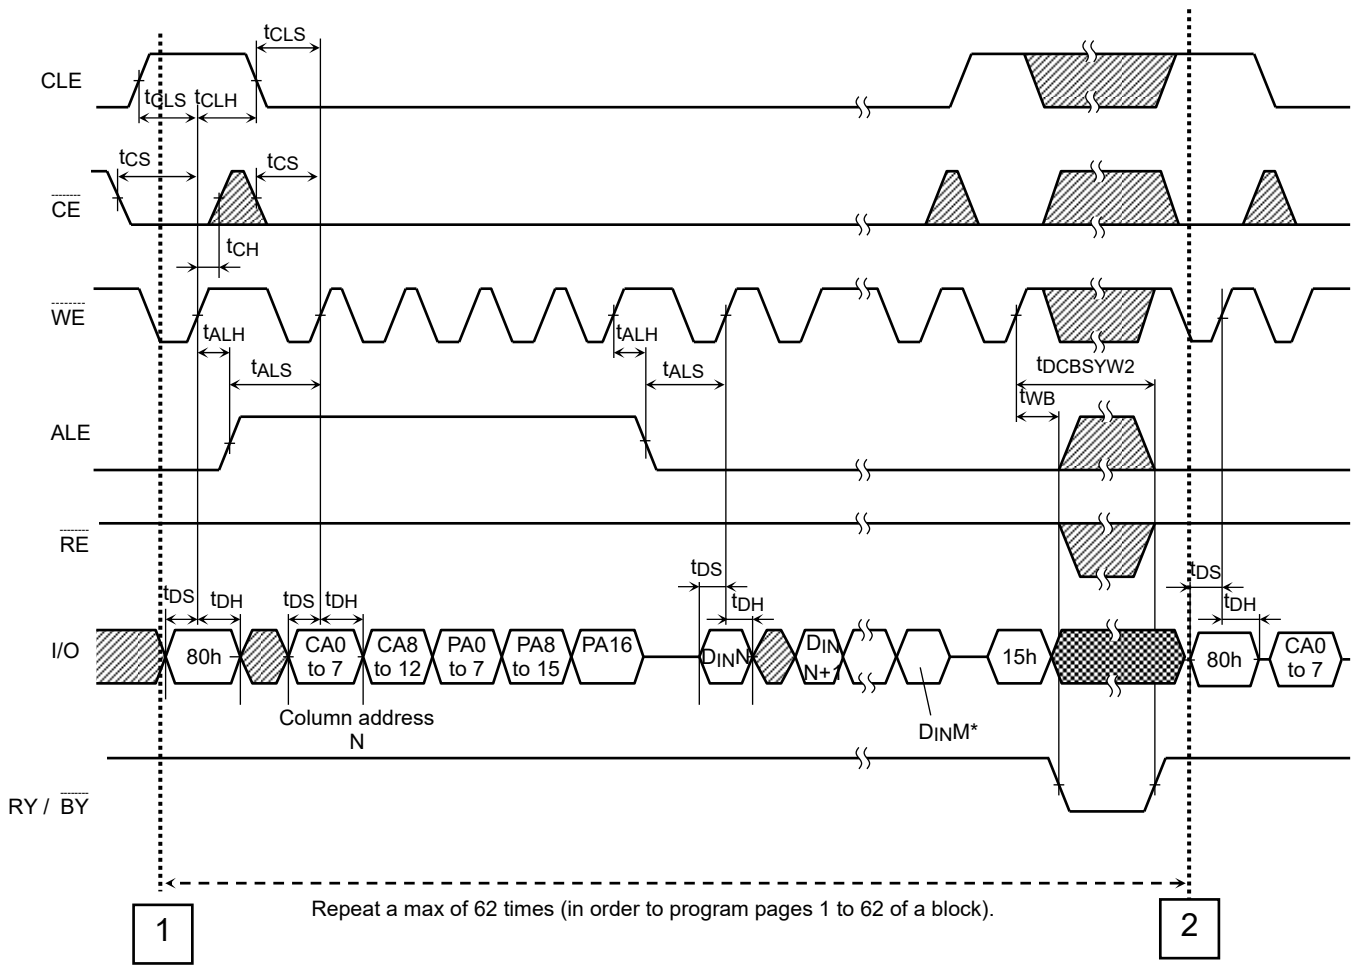 tCLS
CLE
tCLS
tCLH
tCS
tCS
CE
tCH
WE
tALH
tALH
tALS
tALS
tDCBSYW2
tWB
ALE
RE
tDS
tDH
tDS
tDH
tDS
tDH
tDS
tDH
I/O
80h
CA0
to 7
CA8
to 12
PA0
to 7
PA8
to 15
PA16
DINN
DIN
N+1
15h
80h
CA0
to 7
Column address
N
DINM*
RY / BY
Repeat a max of 62 times (in order to program pages 1 to 62 of a block).
1
2